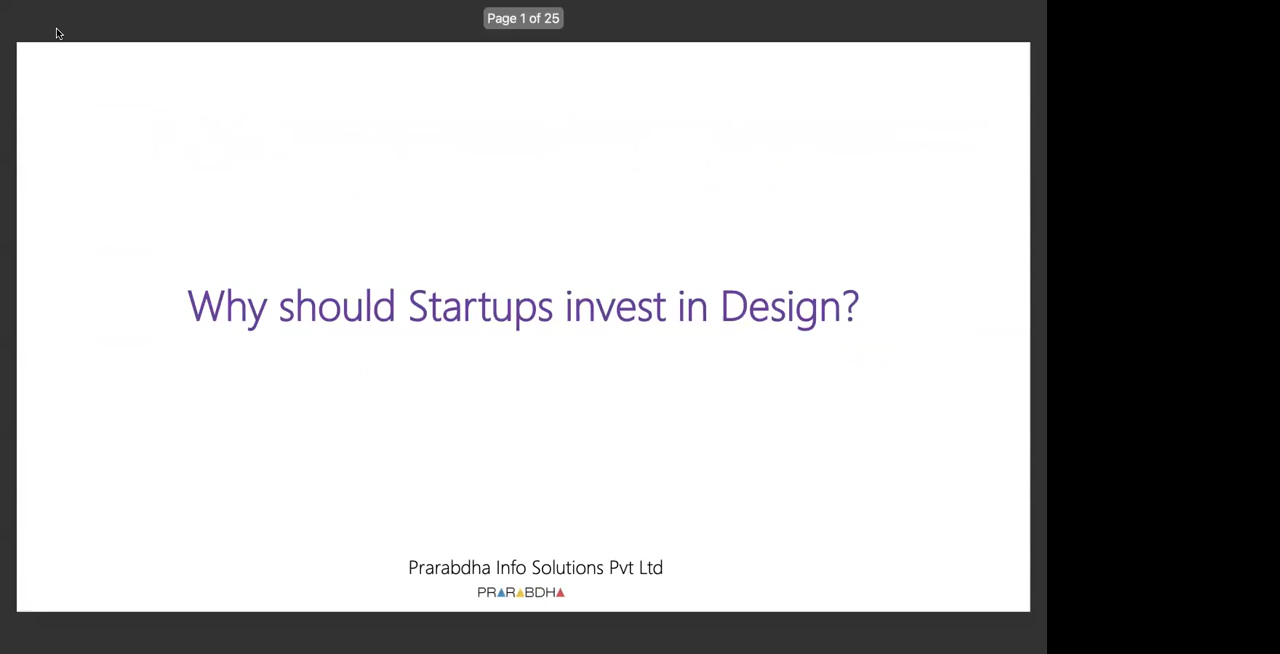 Page 1 of 25
Why should Startups invest in Design?
Prarabdha Info Solutions Pvt Ltd
PRARABDHA